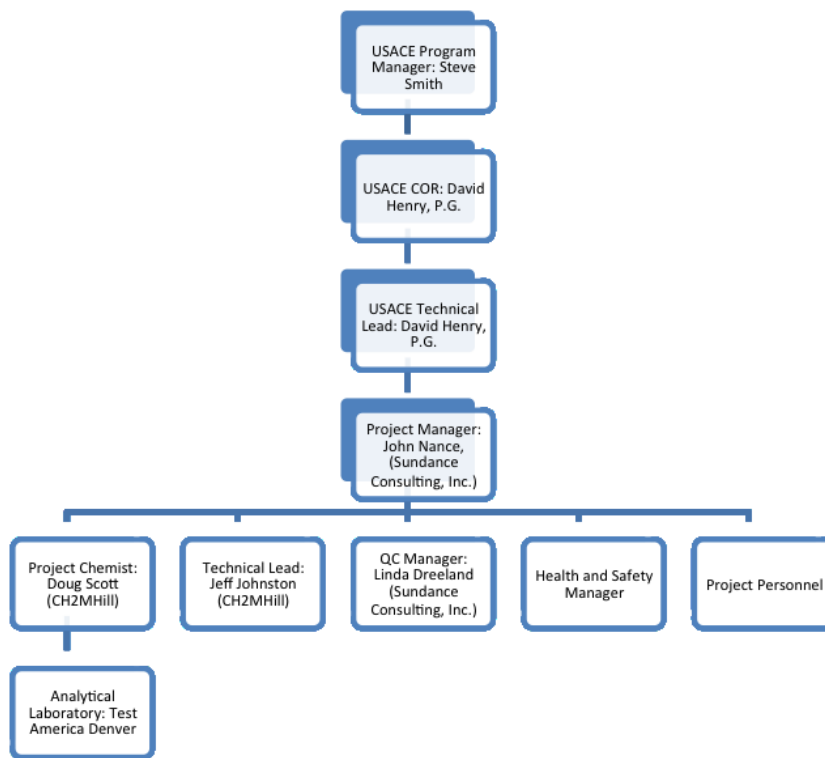 USACE Program
Manager: Steve
Smith
USACE COR: David
Henry, P.G.
USACE Technical
Lead: David Henry,
P.G.
Project Manager:
John Nance,
(Sundance
Consulting, Inc.)
Project Chemist:
Doug Scott
(CH2MHill)
Technical Lead:
Jeff Johnston
(CH2MHill)
QC Manager:
Linda Dreeland
(Sundance
Consulting, Inc.)
Health and Safety
Manager
Project Personnel
Analytical
Laboratory: Test
America Denver